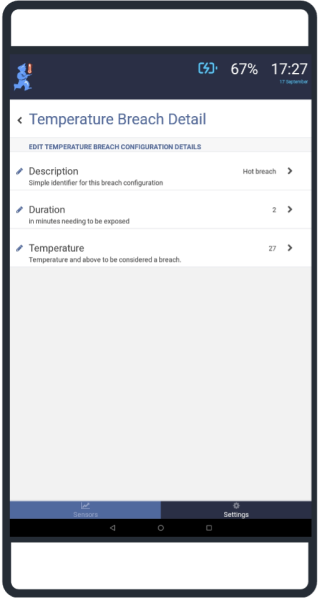 67%
17:27
17 September
Temperature Breach Detail
EDIT TEMPERATURE BREACH CONFIGURATION DETAILS
Description
Hot breach
Simple identifier for this breach configuration
Duration
2
in minutes needing to be exposed
Temperature
27
Temperature and above to be considered a breach.
Sensors
Settings